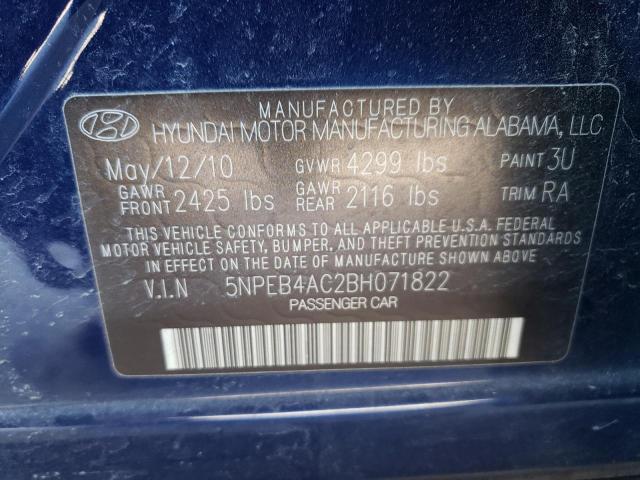 MANUFACTURED BY
HYUNDAI MOTOR MANUFACTURING ALABAMA, LLC
May/12/10 GVWR 4299 lbs PAINT 3U
GAWR FRONT 2425 lbs GAWR REAR 2116 lbs TRIM RA
THIS VEHICLE CONFORMS TO ALL APPLICABLE U.S.A. FEDERAL
MOTOR VEHICLE SAFETY, BUMPER, AND THEFT PREVENTION STANDARDS
IN EFFECT ON THE DATE OF MANUFACTURE SHOWN ABOVE.
V.I.N 5NPEB4AC2BH071822
PASSENGER CAR